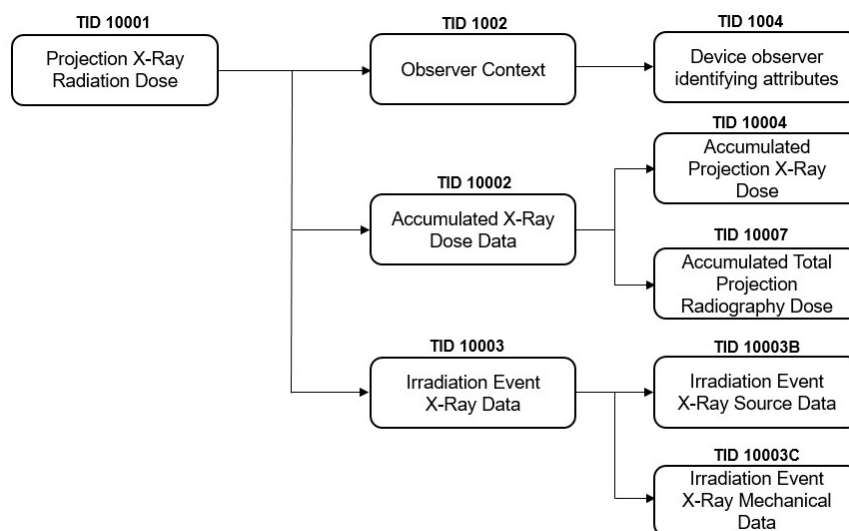 TID 10001
Projection X-Ray
Radiation Dose
TID 1002
Observer Context
TID 1004
Device observer
identifying attributes
TID 10002
Accumulated X-Ray
Dose Data
TID 10004
Accumulated
Projection X-Ray
Dose
TID 10007
Accumulated Total
Projection
Radiography Dose
TID 10003
Irradiation Event
X-Ray Data
TID 10003B
Irradiation Event
X-Ray Source Data
TID 10003C
Irradiation Event
X-Ray Mechanical
Data